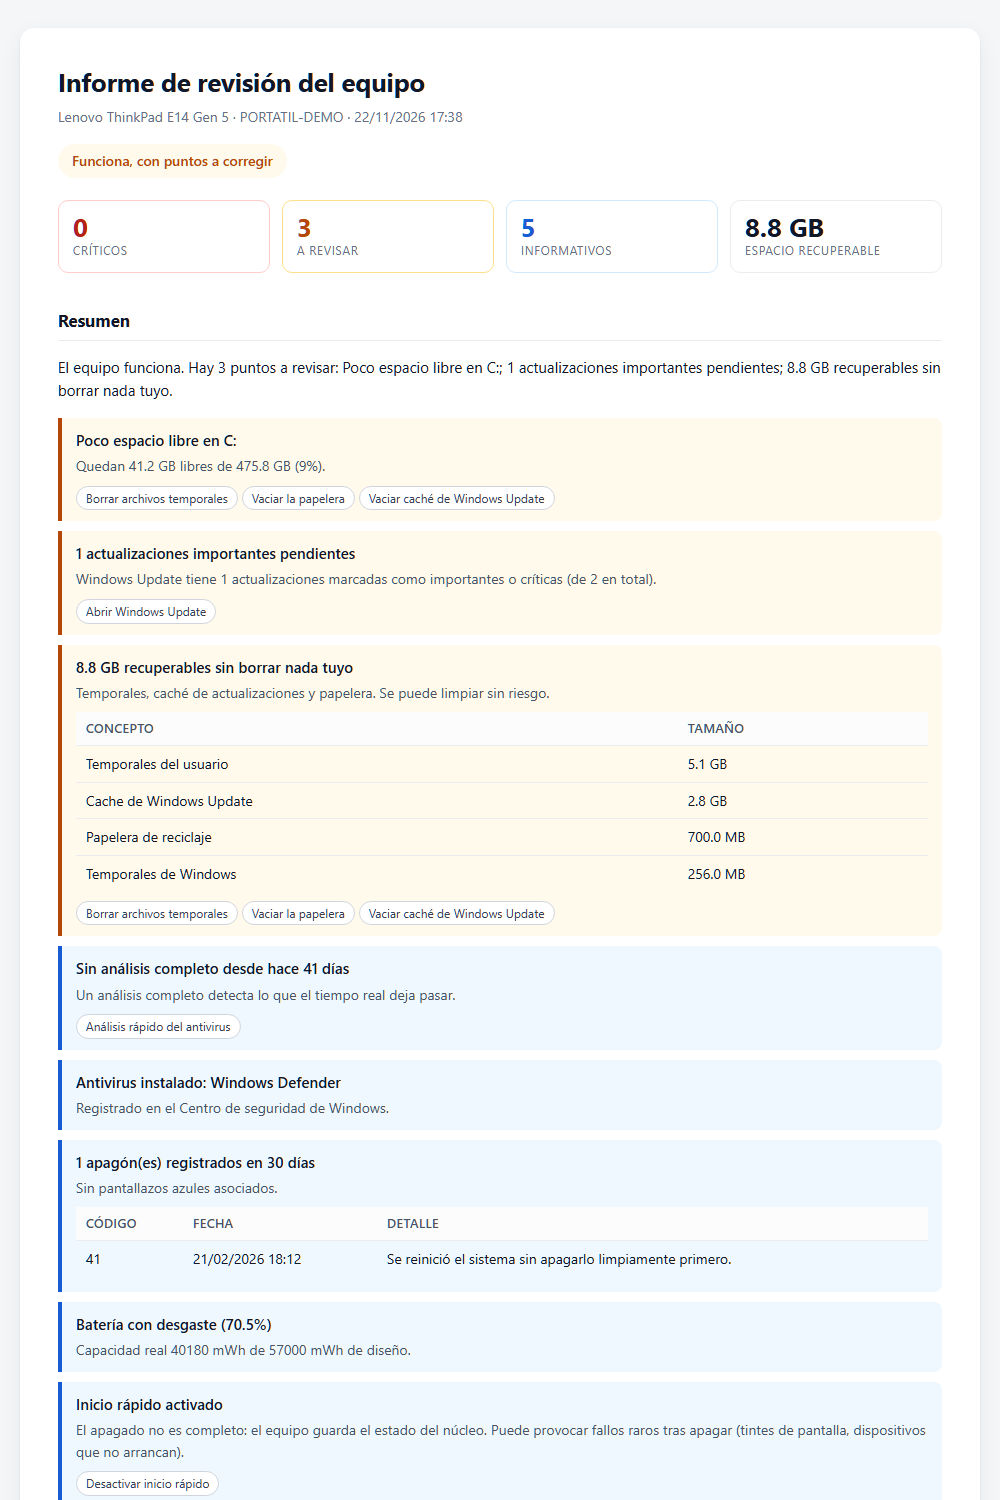 Informe de revisión del equipo
Lenovo ThinkPad E14 Gen 5 · PORTATIL-DEMO · 22/11/2026 17:38
Funciona, con puntos a corregir
0
CRÍTICOS
3
A REVISAR
5
INFORMATIVOS
8.8 GB
ESPACIO RECUPERABLE
Resumen
El equipo funciona. Hay 3 puntos a revisar: Poco espacio libre en C:; 1 actualizaciones importantes pendientes; 8.8 GB recuperables sin
borrar nada tuyo.
Poco espacio libre en C:
Quedan 41.2 GB libres de 475.8 GB (9%).
Borrar archivos temporales Vaciar la papelera Vaciar caché de Windows Update
1 actualizaciones importantes pendientes
Windows Update tiene 1 actualizaciones marcadas como importantes o críticas (de 2 en total).
Abrir Windows Update
8.8 GB recuperables sin borrar nada tuyo
Temporales, caché de actualizaciones y papelera. Se puede limpiar sin riesgo.
CONCEPTO TAMAÑO
Temporales del usuario 5.1 GB
Cache de Windows Update 2.8 GB
Papelera de reciclaje 700.0 MB
Temporales de Windows 256.0 MB
Borrar archivos temporales Vaciar la papelera Vaciar caché de Windows Update
Sin análisis completo desde hace 41 días
Un análisis completo detecta lo que el tiempo real deja pasar.
Análisis rápido del antivirus
Antivirus instalado: Windows Defender
Registrado en el Centro de seguridad de Windows.
1 apagón(es) registrados en 30 días
Sin pantallazos azules asociados.
CÓDIGO FECHA DETALLE
41 21/02/2026 18:12 Se reinició el sistema sin apagarlo limpiamente primero.
Batería con desgaste (70.5%)
Capacidad real 40180 mWh de 57000 mWh de diseño.
Inicio rápido activado
El apagado no es completo: el equipo guarda el estado del núcleo. Puede provocar fallos raros tras apagar (tintes de pantalla, dispositivos
que no arrancan).
Desactivar inicio rápido